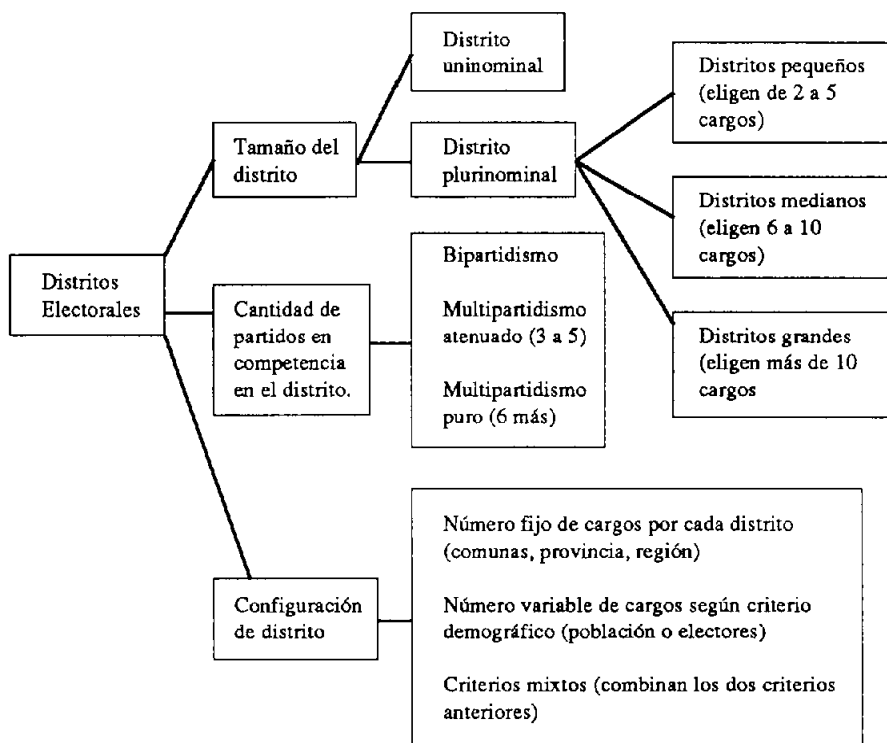 Distritos
Electorales
Tamaño del
distrito
Distrito
uninominal
Distrito
plurinominal
Distritos pequeños
(eligen de 2 a 5
cargos)
Distritos medianos
(eligen 6 a 10
cargos)
Distritos grandes
(eligen más de 10
cargos
Cantidad de
partidos en
competencia
en el distrito.
Bipartidismo
Multipartidismo
atenuado (3 a 5)
Multipartidismo
puro (6 más)
Configuración
de distrito
Número fijo de cargos por cada distrito
(comunas, provincia, región)
Número variable de cargos según criterio
demográfico (población o electores)
Criterios mixtos (combinan los dos criterios
anteriores)